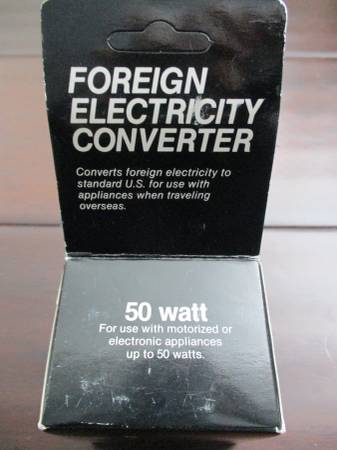 FOREIGN
ELECTRICITY
CONVERTER
Converts foreign electricity to
standard U.S. for use with
appliances when traveling
overseas.
50 watt
For use with motorized or
electronic appliances
up to 50 watts.